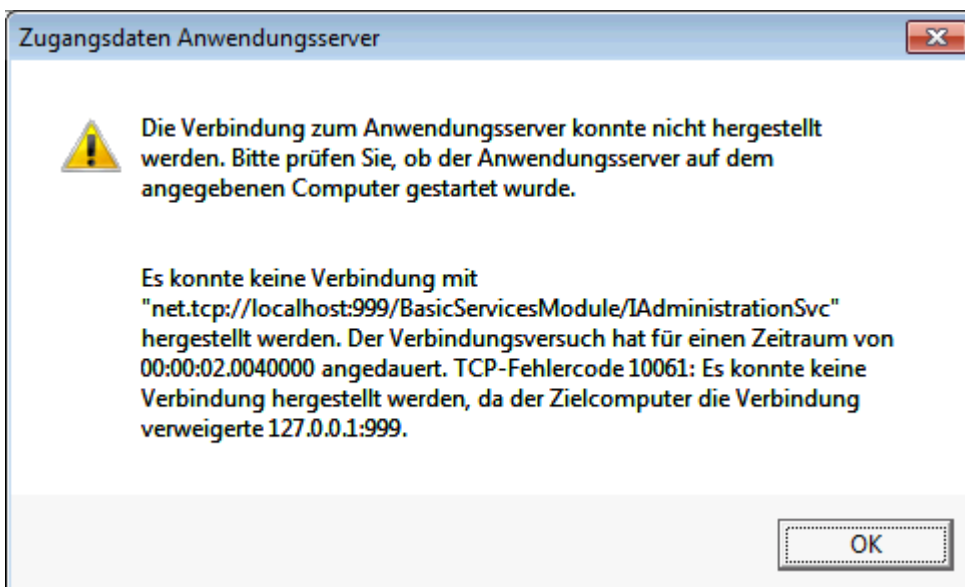 Zugangsdaten Anwendungsserver
Die Verbindung zum Anwendungsserver konnte nicht hergestellt
werden. Bitte prüfen Sie, ob der Anwendungsserver auf dem
angegebenen Computer gestartet wurde.
Es konnte keine Verbindung mit
"net.tcp://localhost:999/BasicServicesModule/IAdministrationSvc"
hergestellt werden. Der Verbindungsversuch hat für einen Zeitraum von
00:00:02.0040000 angedauert. TCP-Fehlercode 10061: Es konnte keine
Verbindung hergestellt werden, da der Zielcomputer die Verbindung
verweigerte 127.0.0.1:999.
OK